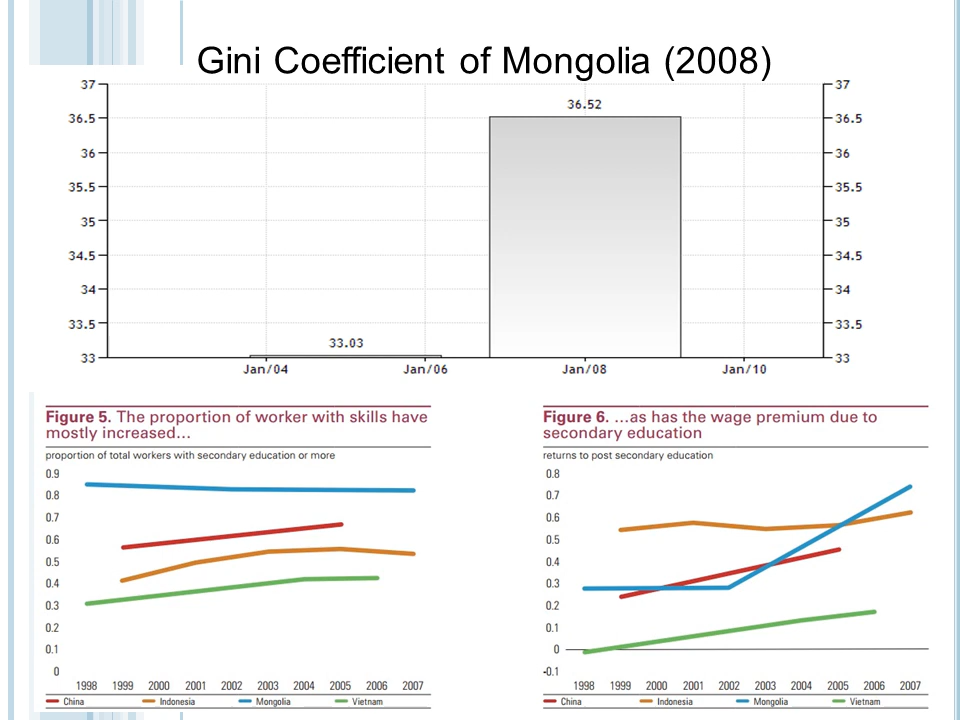 Gini Coefficient of Mongolia (2008)
37 37
36.52
36.5 36.5
36 36
35.5 35.5
35 35
34.5 34.5
34 34
33.5 33.5
33.03
33 33
Jan/04 Jan/06 Jan/08 Jan/10
Figure 5. The proportion of worker with skills have
mostly increased...
proportion of total workers with secondary education or more
0.9
0.8
0.7
0.6
0.5
0.4
0.3
0.2
0.1
0
1998 1999 2000 2001 2002 2003 2004 2005 2006 2007
China Indonesia Mongolia Vietnam
Figure 6. ...as has the wage premium due to
secondary education
returns to post secondary education
0.8
0.7
0.6
0.5
0.4
0.3
0.2
0.1
0
-0.1
1998 1999 2000 2001 2002 2003 2004 2005 2006 2007
China Indonesia Mongolia Vietnam